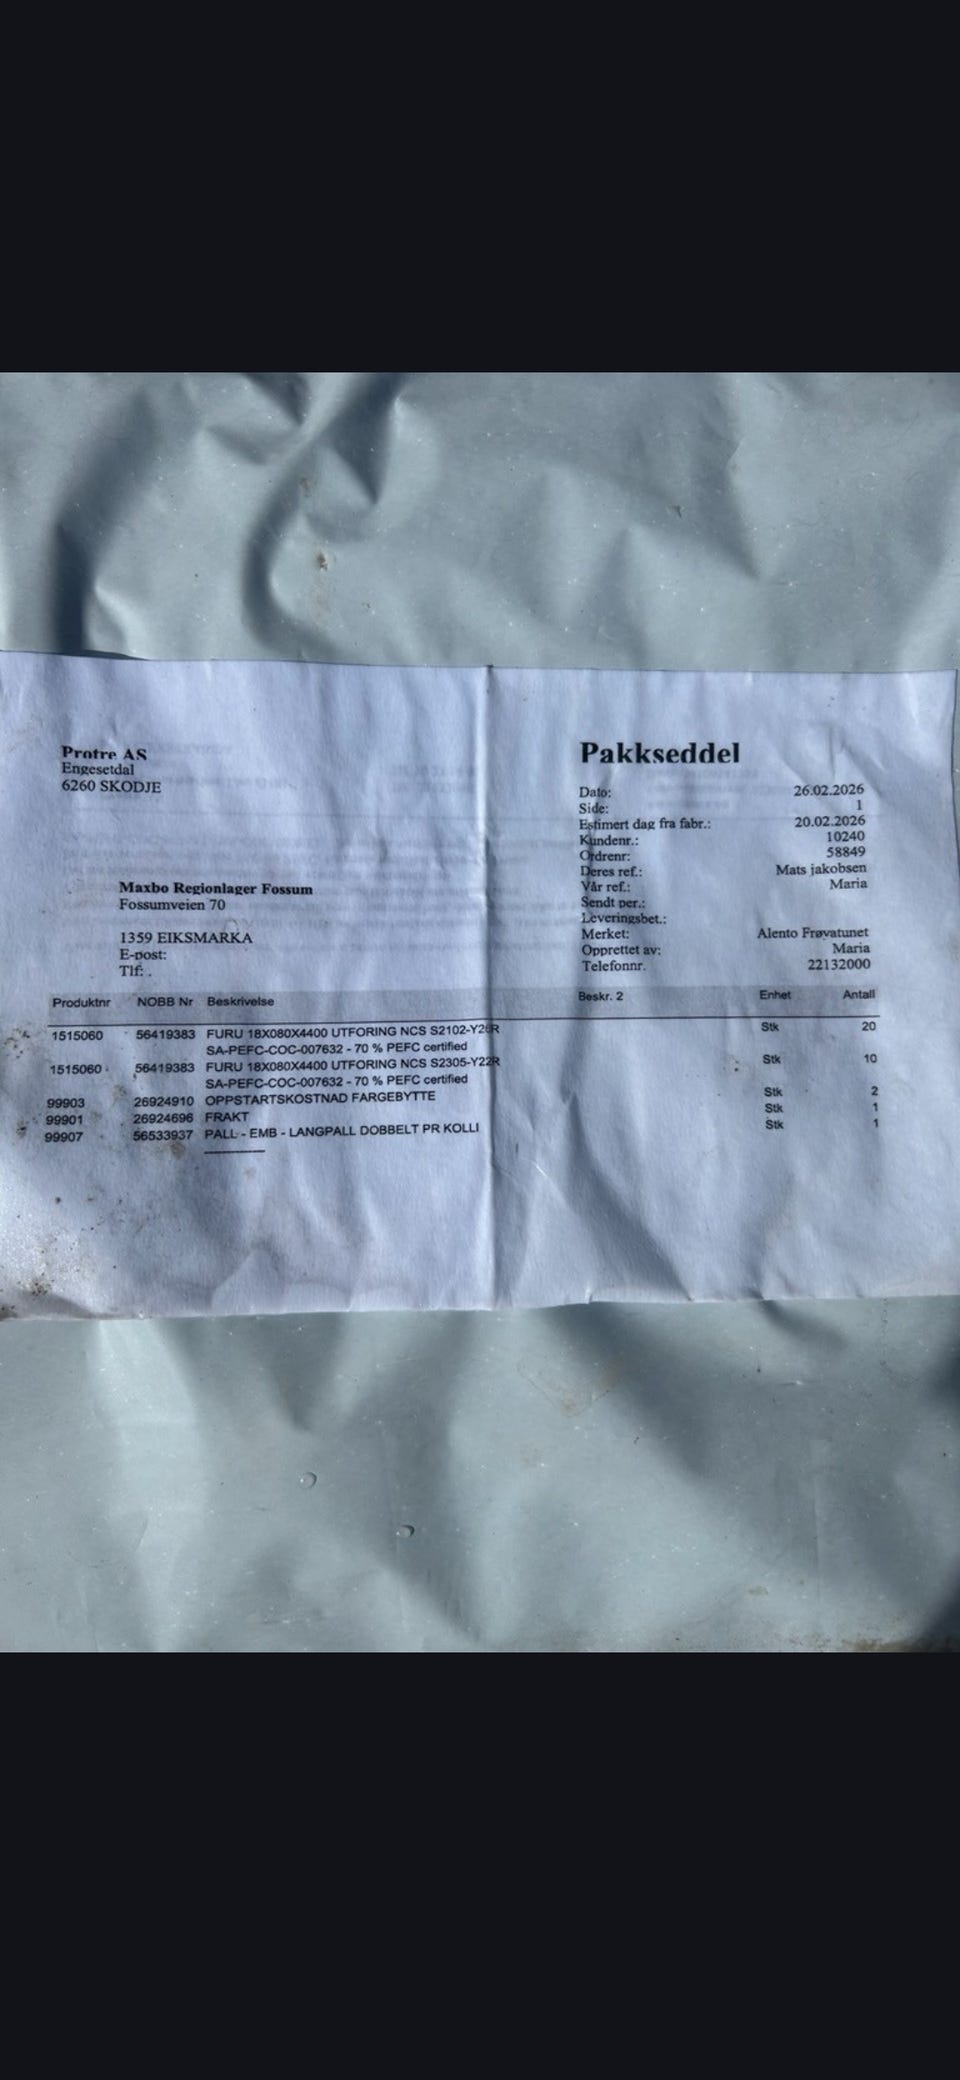 Protre AS
Engesetdal
6260 SKODJE
Pakkseddel
Dato: 26.02.2026
Side: 1
Estimert dag fra fabr.: 20.02.2026
Kundenr.: 10240
Ordrenr: 58849
Deres ref.: Mats jakobsen
Vår ref.: Maria
Sendt per.:
Leveringsbet.:
Merket: Alento Frøvatunet
Opprettet av: Maria
Telefonnr. 22132000
Maxbo Regionlager Fossum
Fossumveien 70
1359 EIKSMARKA
E-post:
Tlf: .
Produktnr NOBB Nr Beskrivelse Beskr. 2 Enhet Antall
1515060 56419383 FURU 18X080X4400 UTFORING NCS Stk 20
SA-PEFC-COC-007632 - 70 % PEFC certified
1515060 56419383 FURU 18X080X4400 UTFORING NCS S2305-Y22R Stk 10
SA-PEFC-COC-007632 - 70 % PEFC certified
99903 26924910 OPPSTARTSKOSTNAD FARGEBYTTE Stk 2
99901 26924696 FRAKT Stk 1
99907 56533937 PALL - EMB - LANGPALL DOBBELT PR KOLLI Stk 1